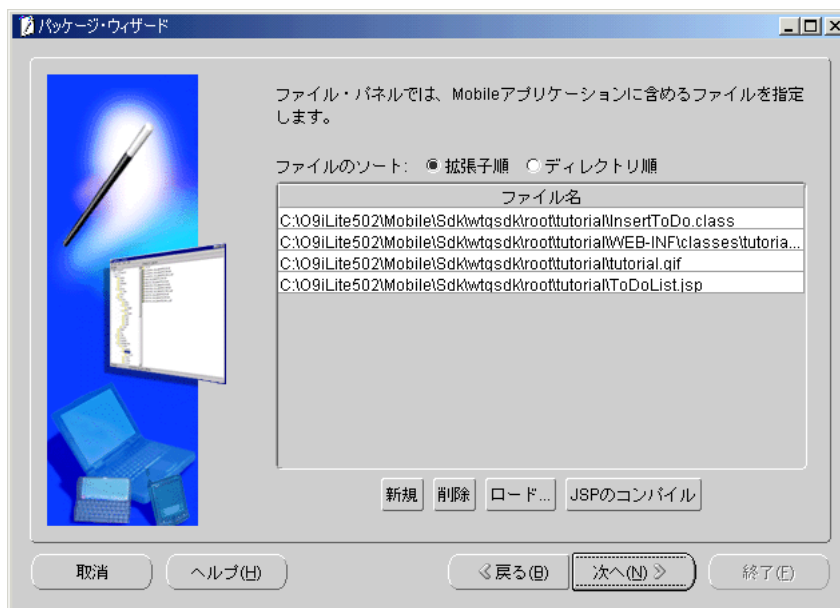 パッケージ・ウィザード
ファイル・パネルでは、Mobileアプリケーションに含めるファイルを指定
します。
ファイルのソート: 拡張子順 ディレクトリ順
ファイル名
C:\O9iLite502\Mobile\Sdk\wtgsdk\root\tutorial\InsertToDo.class
C:\O9iLite502\Mobile\Sdk\wtgsdk\root\tutorial\WEB-INF\classes\tutoria...
C:\O9iLite502\Mobile\Sdk\wtgsdk\root\tutorial\tutorial.gif
C:\O9iLite502\Mobile\Sdk\wtgsdk\root\tutorial\ToDoList.jsp
新規 削除 ロード... JSPのコンパイル
取消 ヘルプ(H) 戻る(B) 次へ(N) 終了(F)